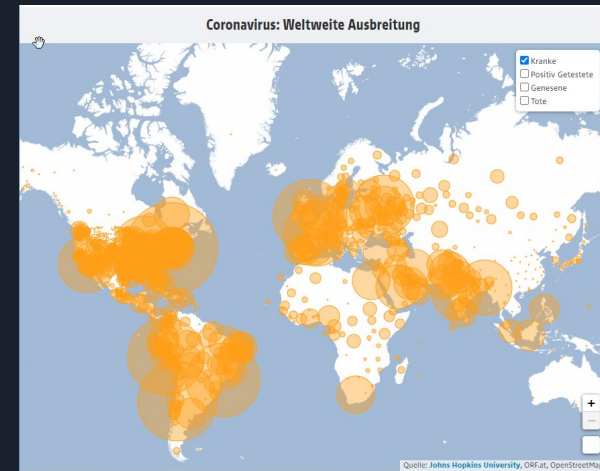 Coronavirus: Weltweite Ausbreitung
Kranke
Positiv Getestete
Genesene
Tote
+
−
Quelle: Johns Hopkins University, ORF.at, OpenStreetMa